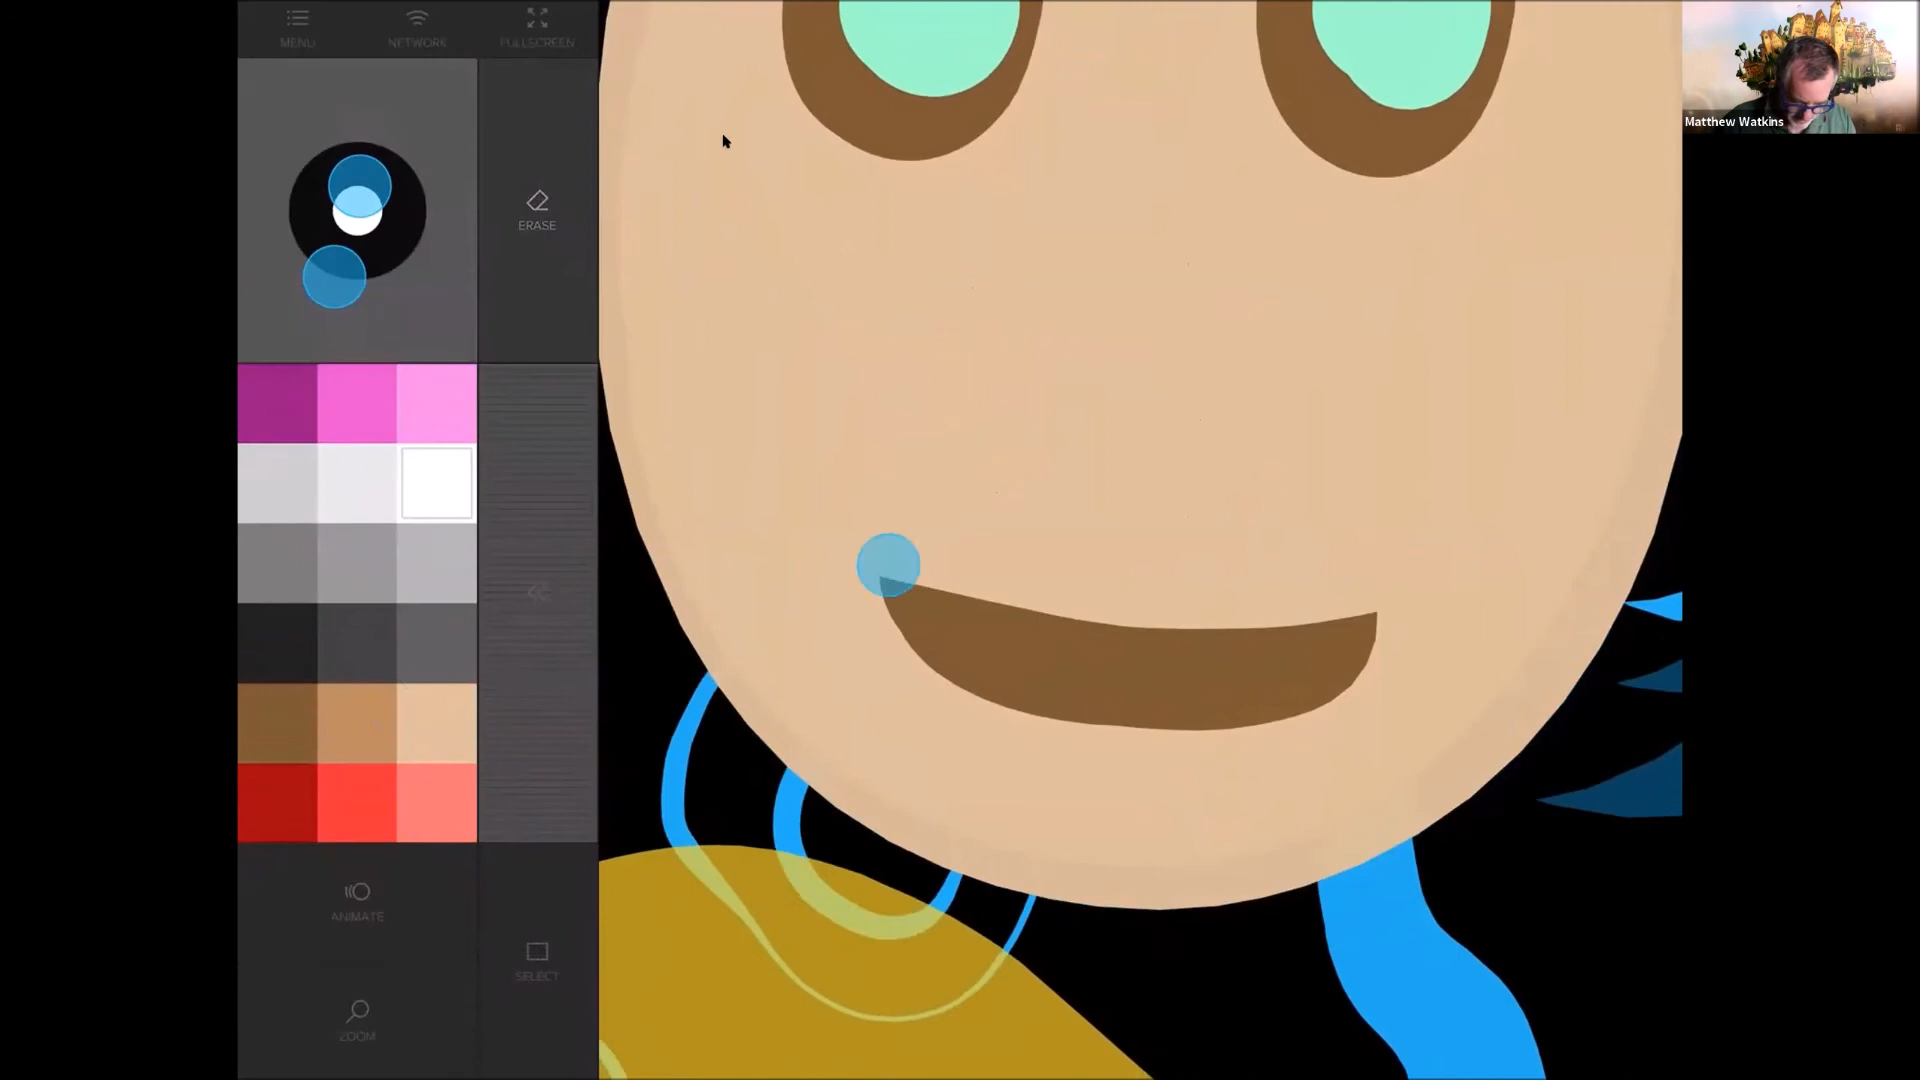 MENU
NETWORK
FULLSCREEN
ERASE
Matthew Watkins
ANIMATE
SELECT
ZOOM